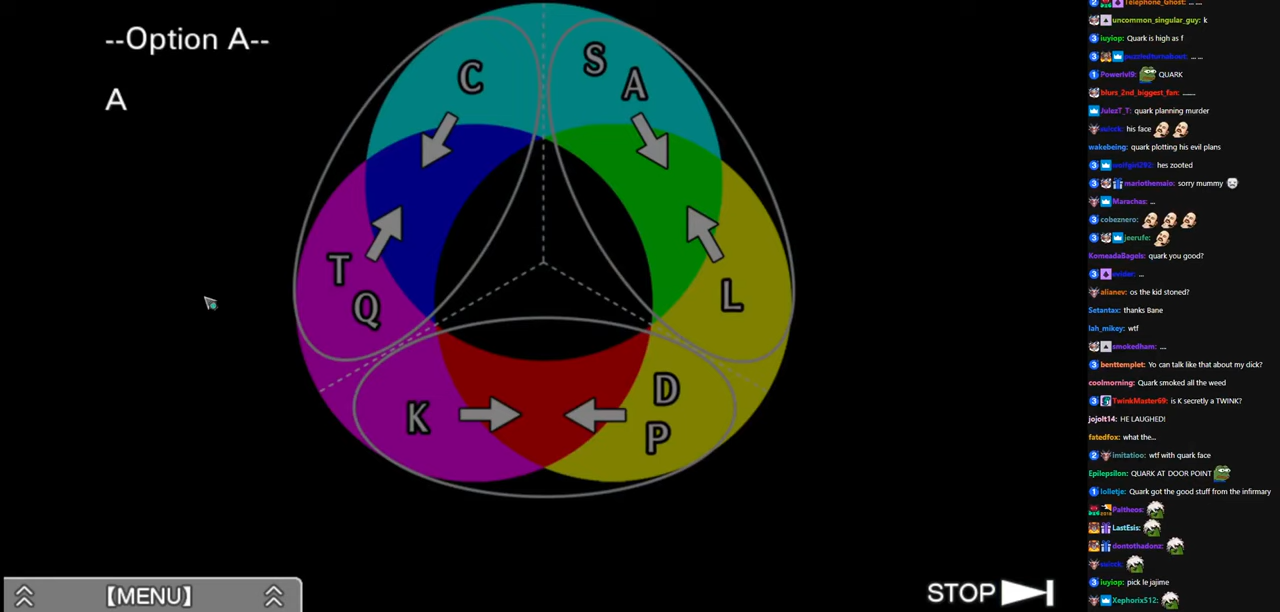 --Option A--
A
C
S
A
T
Q
L
K
D
P
[MENU]
STOP
Telephone_Ghost: ... ...
uncommon_singular_guy: k
iuyiop: Quark is high as f
Powerivi9: QUARK
blurs_2nd_biggest_fan: ......
JulezT_T: quark planning murder
his face
wakebeing: quark plotting his evil plans
wolfgirl292: hes zooted
mariothemaio: sorry mummy
Marachas: ...
cobeznero:
jeerufe:
KomeadaBagels: quark you good?
alianev: os the kid stoned?
Setantax: thanks Bane
lah_mikey: wtf
smokedham: ....
benttemplet: Yo can talk like that about my dick?
coolmorning: Quark smoked all the weed
TwinkMaster69: is K secretly a TWINK?
jojolt14: HE LAUGHED!
fatedfox: what the...
imitatioo: wtf with quark face
Epilepsilon: QUARK AT DOOR POINT
lolletje: Quark got the good stuff from the infirmary
Paltheos:
LastEsis:
dontothadonz:
iuyiop: pick le jajime
Xephorix512: